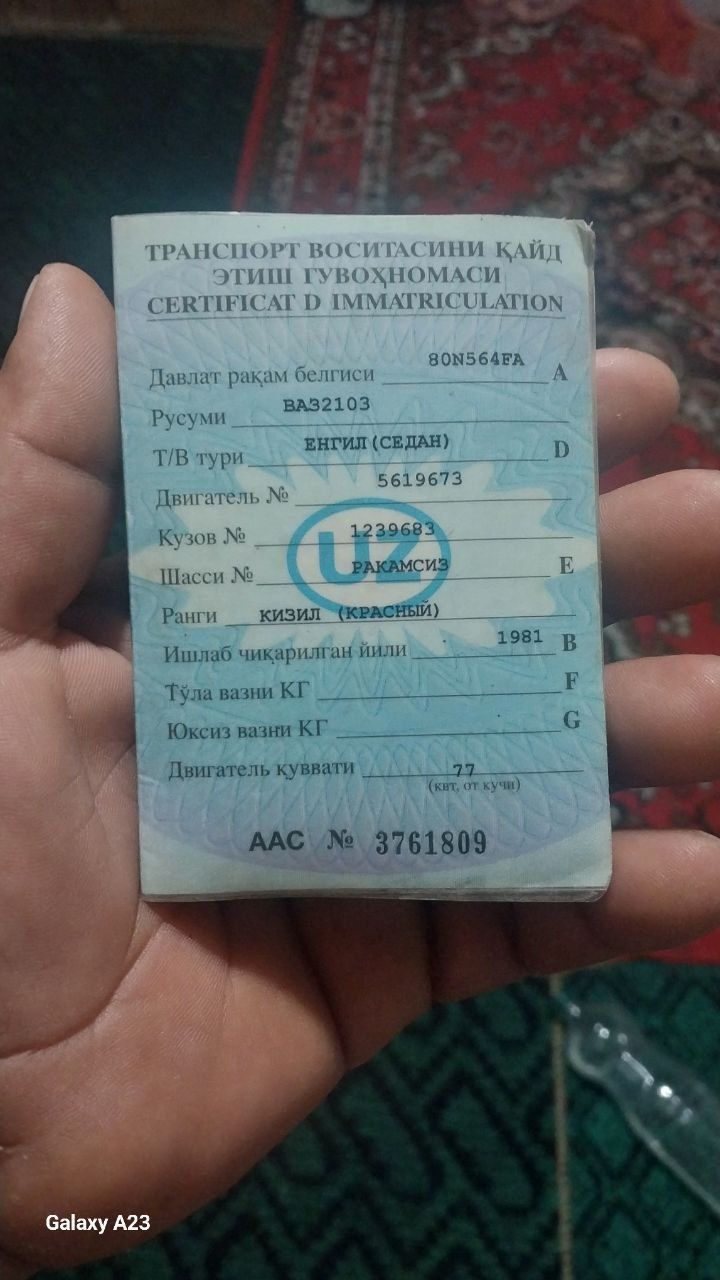 ТРАНСПОРТ ВОСИТАСИНИ ҚАЙД
ЭТИШ ГУВОҲНОМАСИ
CERTIFICAT D IMMATRICULATION
Давлат рақам белгиси 80N564FA A
Русуми ВАЗ2103
Т/В тури ЕНГИЛ(СЕДАН) D
Двигатель № 5619673
Кузов № 1239683
UZ
Шасси № РАКАМСИЗ E
Ранги КИЗИЛ (КРАСНЫЙ)
Ишлаб чиқарилган йили 1981 B
Тўла вазни КГ F
Юксиз вазни КГ G
Двигатель қуввати 77
(квт, от кучи)
ААС № 3761809
Galaxy A23